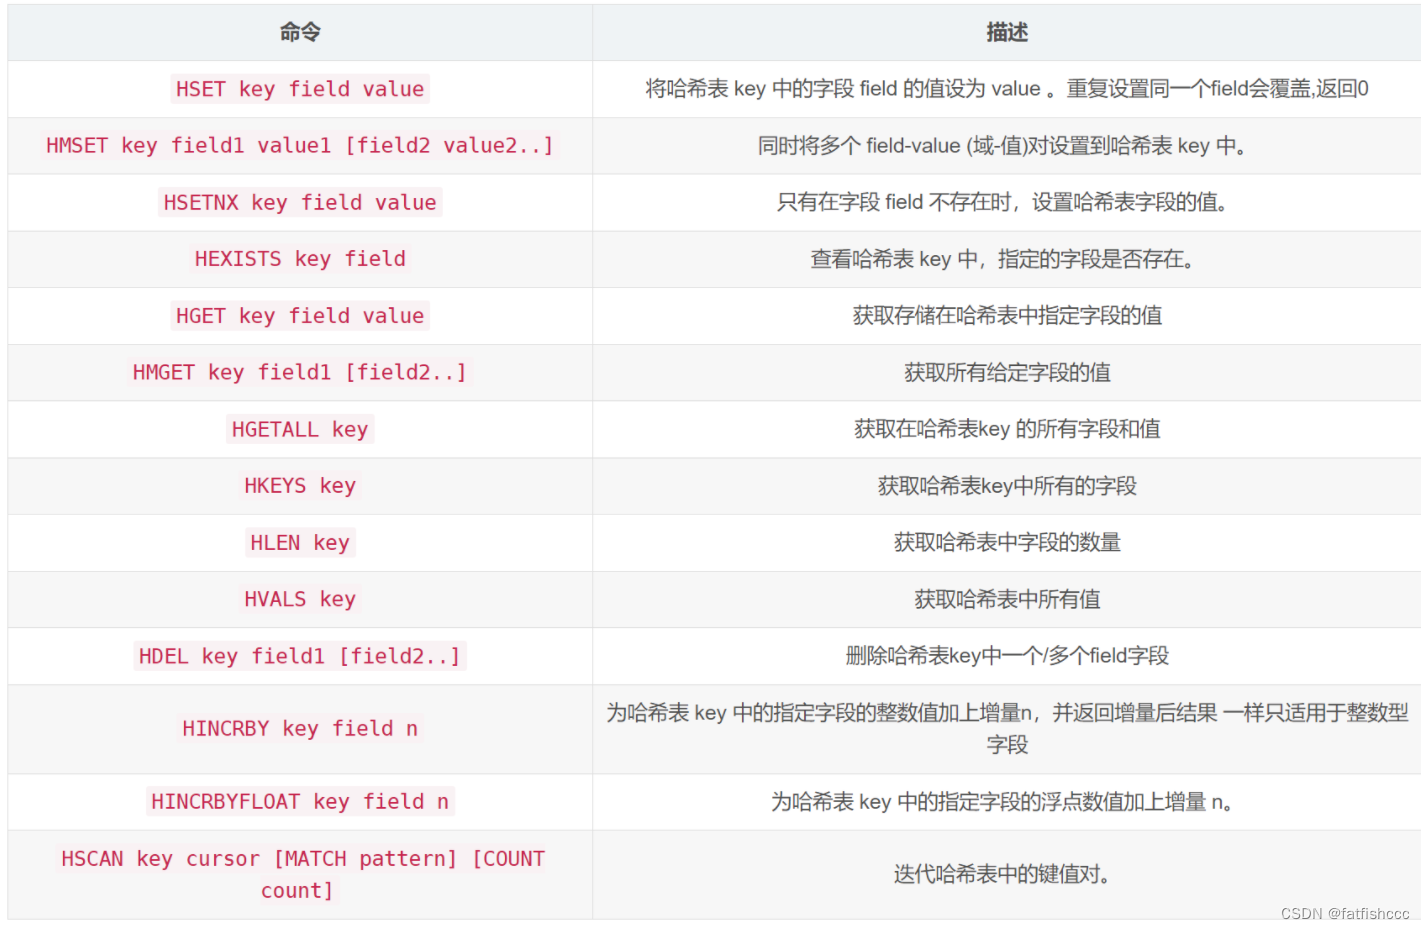 命令 描述
HSET key field value 将哈希表 key 中的字段 field 的值设为 value 。重复设置同一个field会覆盖,返回0
HMSET key field1 value1 [field2 value2..] 同时将多个 field-value (域-值)对设置到哈希表 key 中。
HSETNX key field value 只有在字段 field 不存在时，设置哈希表字段的值。
HEXISTS key field 查看哈希表 key 中，指定的字段是否存在。
HGET key field value 获取存储在哈希表中指定字段的值
HMGET key field1 [field2..] 获取所有给定字段的值
HGETALL key 获取在哈希表key 的所有字段和值
HKEYS key 获取哈希表key中所有的字段
HLEN key 获取哈希表中字段的数量
HVALS key 获取哈希表中所有值
HDEL key field1 [field2..] 删除哈希表key中一个/多个field字段
HINCRBY key field n 为哈希表 key 中的指定字段的整数值加上增量n，并返回增量后结果 一样只适用于整数型
字段
HINCRBYFLOAT key field n 为哈希表 key 中的指定字段的浮点数值加上增量 n。
HSCAN key cursor [MATCH pattern] [COUNT
count] 迭代哈希表中的键值对。
CSDN @fatfishccc